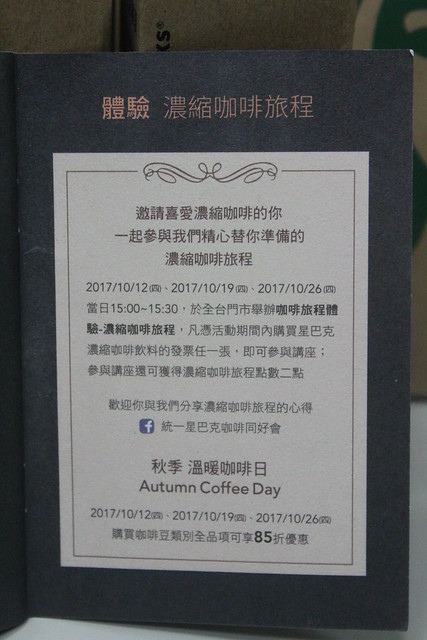 ks®
體驗 濃縮咖啡旅程
邀請喜愛濃縮咖啡的你
一起參與我們精心替你準備的
濃縮咖啡旅程
2017/10/12(四)、2017/10/19(四)、2017/10/26(四)
當日15:00~15:30，於全台門市舉辦咖啡旅程體
驗-濃縮咖啡旅程，凡憑活動期間內購買星巴克
濃縮咖啡飲料的發票任一張，即可參與講座；
參與講座還可獲得濃縮咖啡旅程點數二點
歡迎你與我們分享濃縮咖啡旅程的心得
f 統一星巴克咖啡同好會
秋季 溫暖咖啡日
Autumn Coffee Day
2017/10/12(四)、2017/10/19(四)、2017/10/26(四)
購買咖啡豆類別全品項可享85折優惠